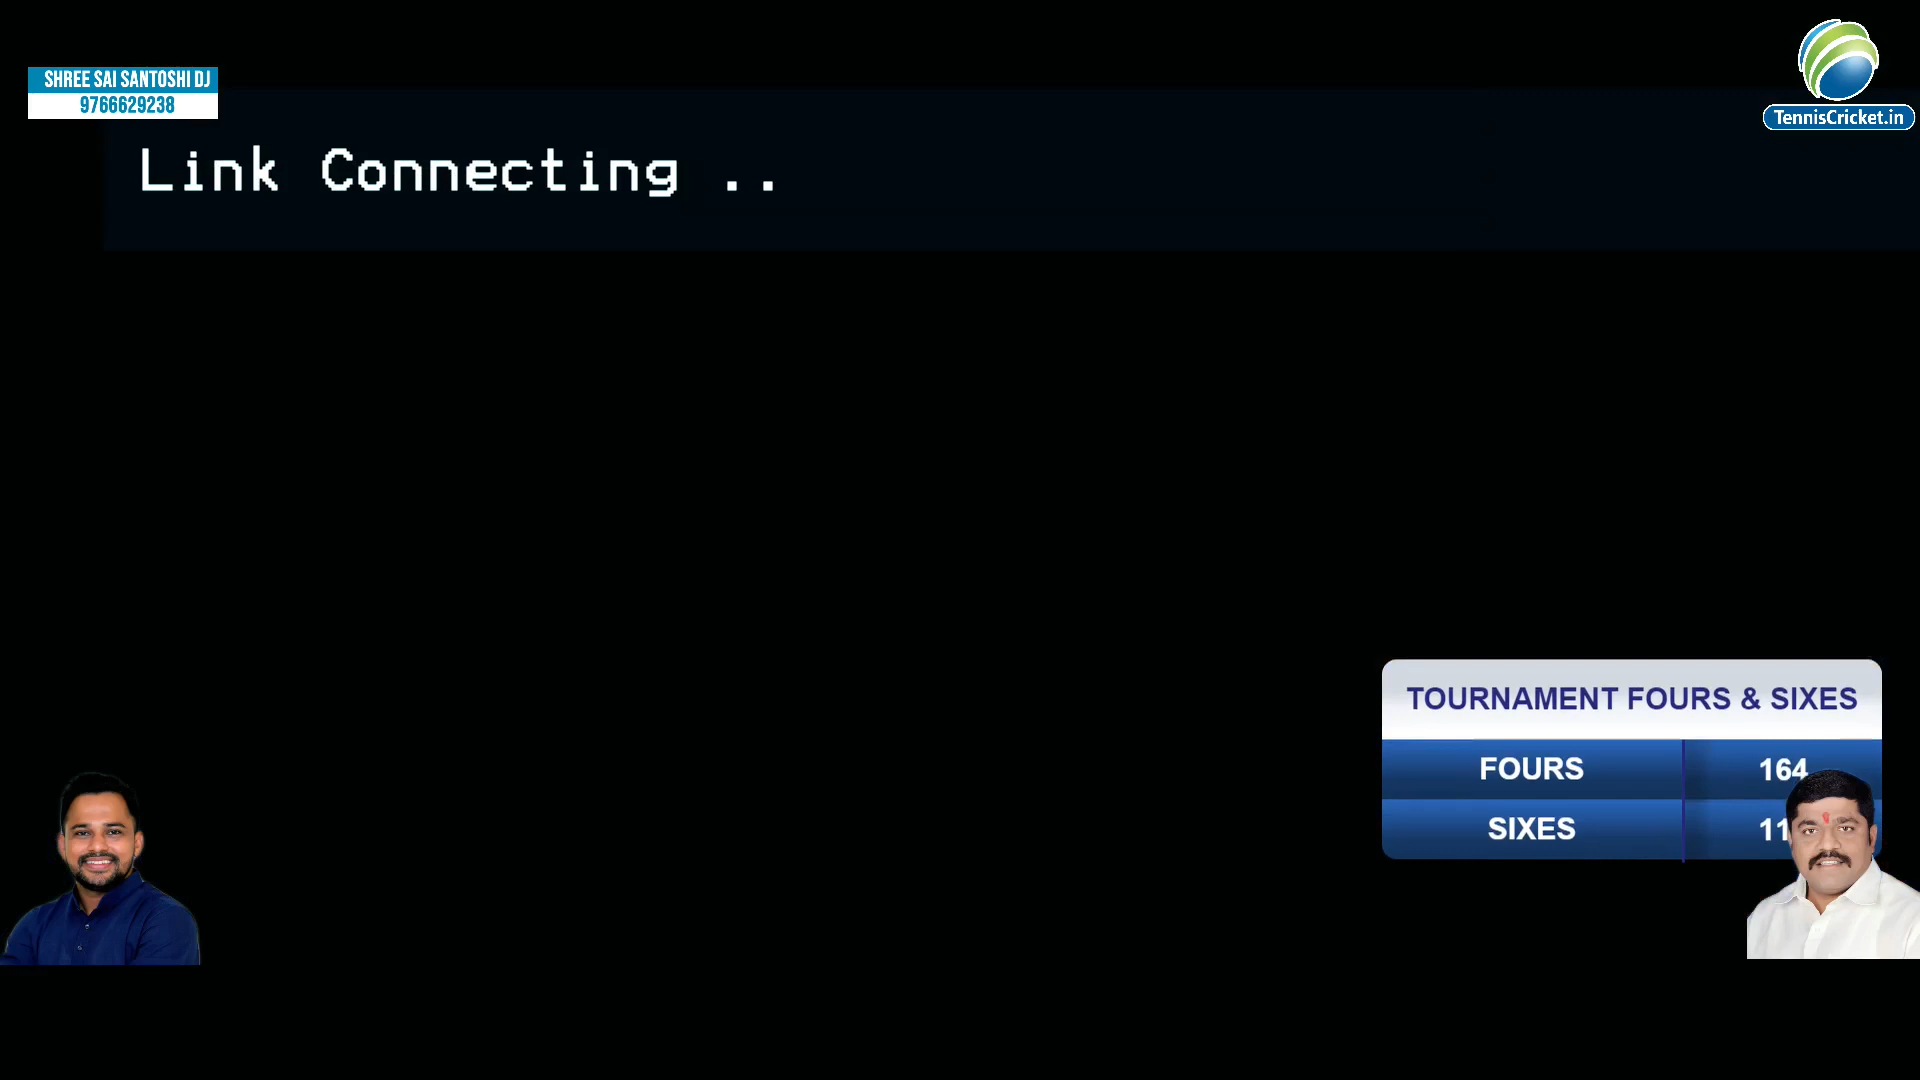 SHREE SAI SANTOSHI DJ
9766629238
TennisCricket.in
Link Connecting ..
TOURNAMENT FOURS & SIXES
FOURS 164
SIXES